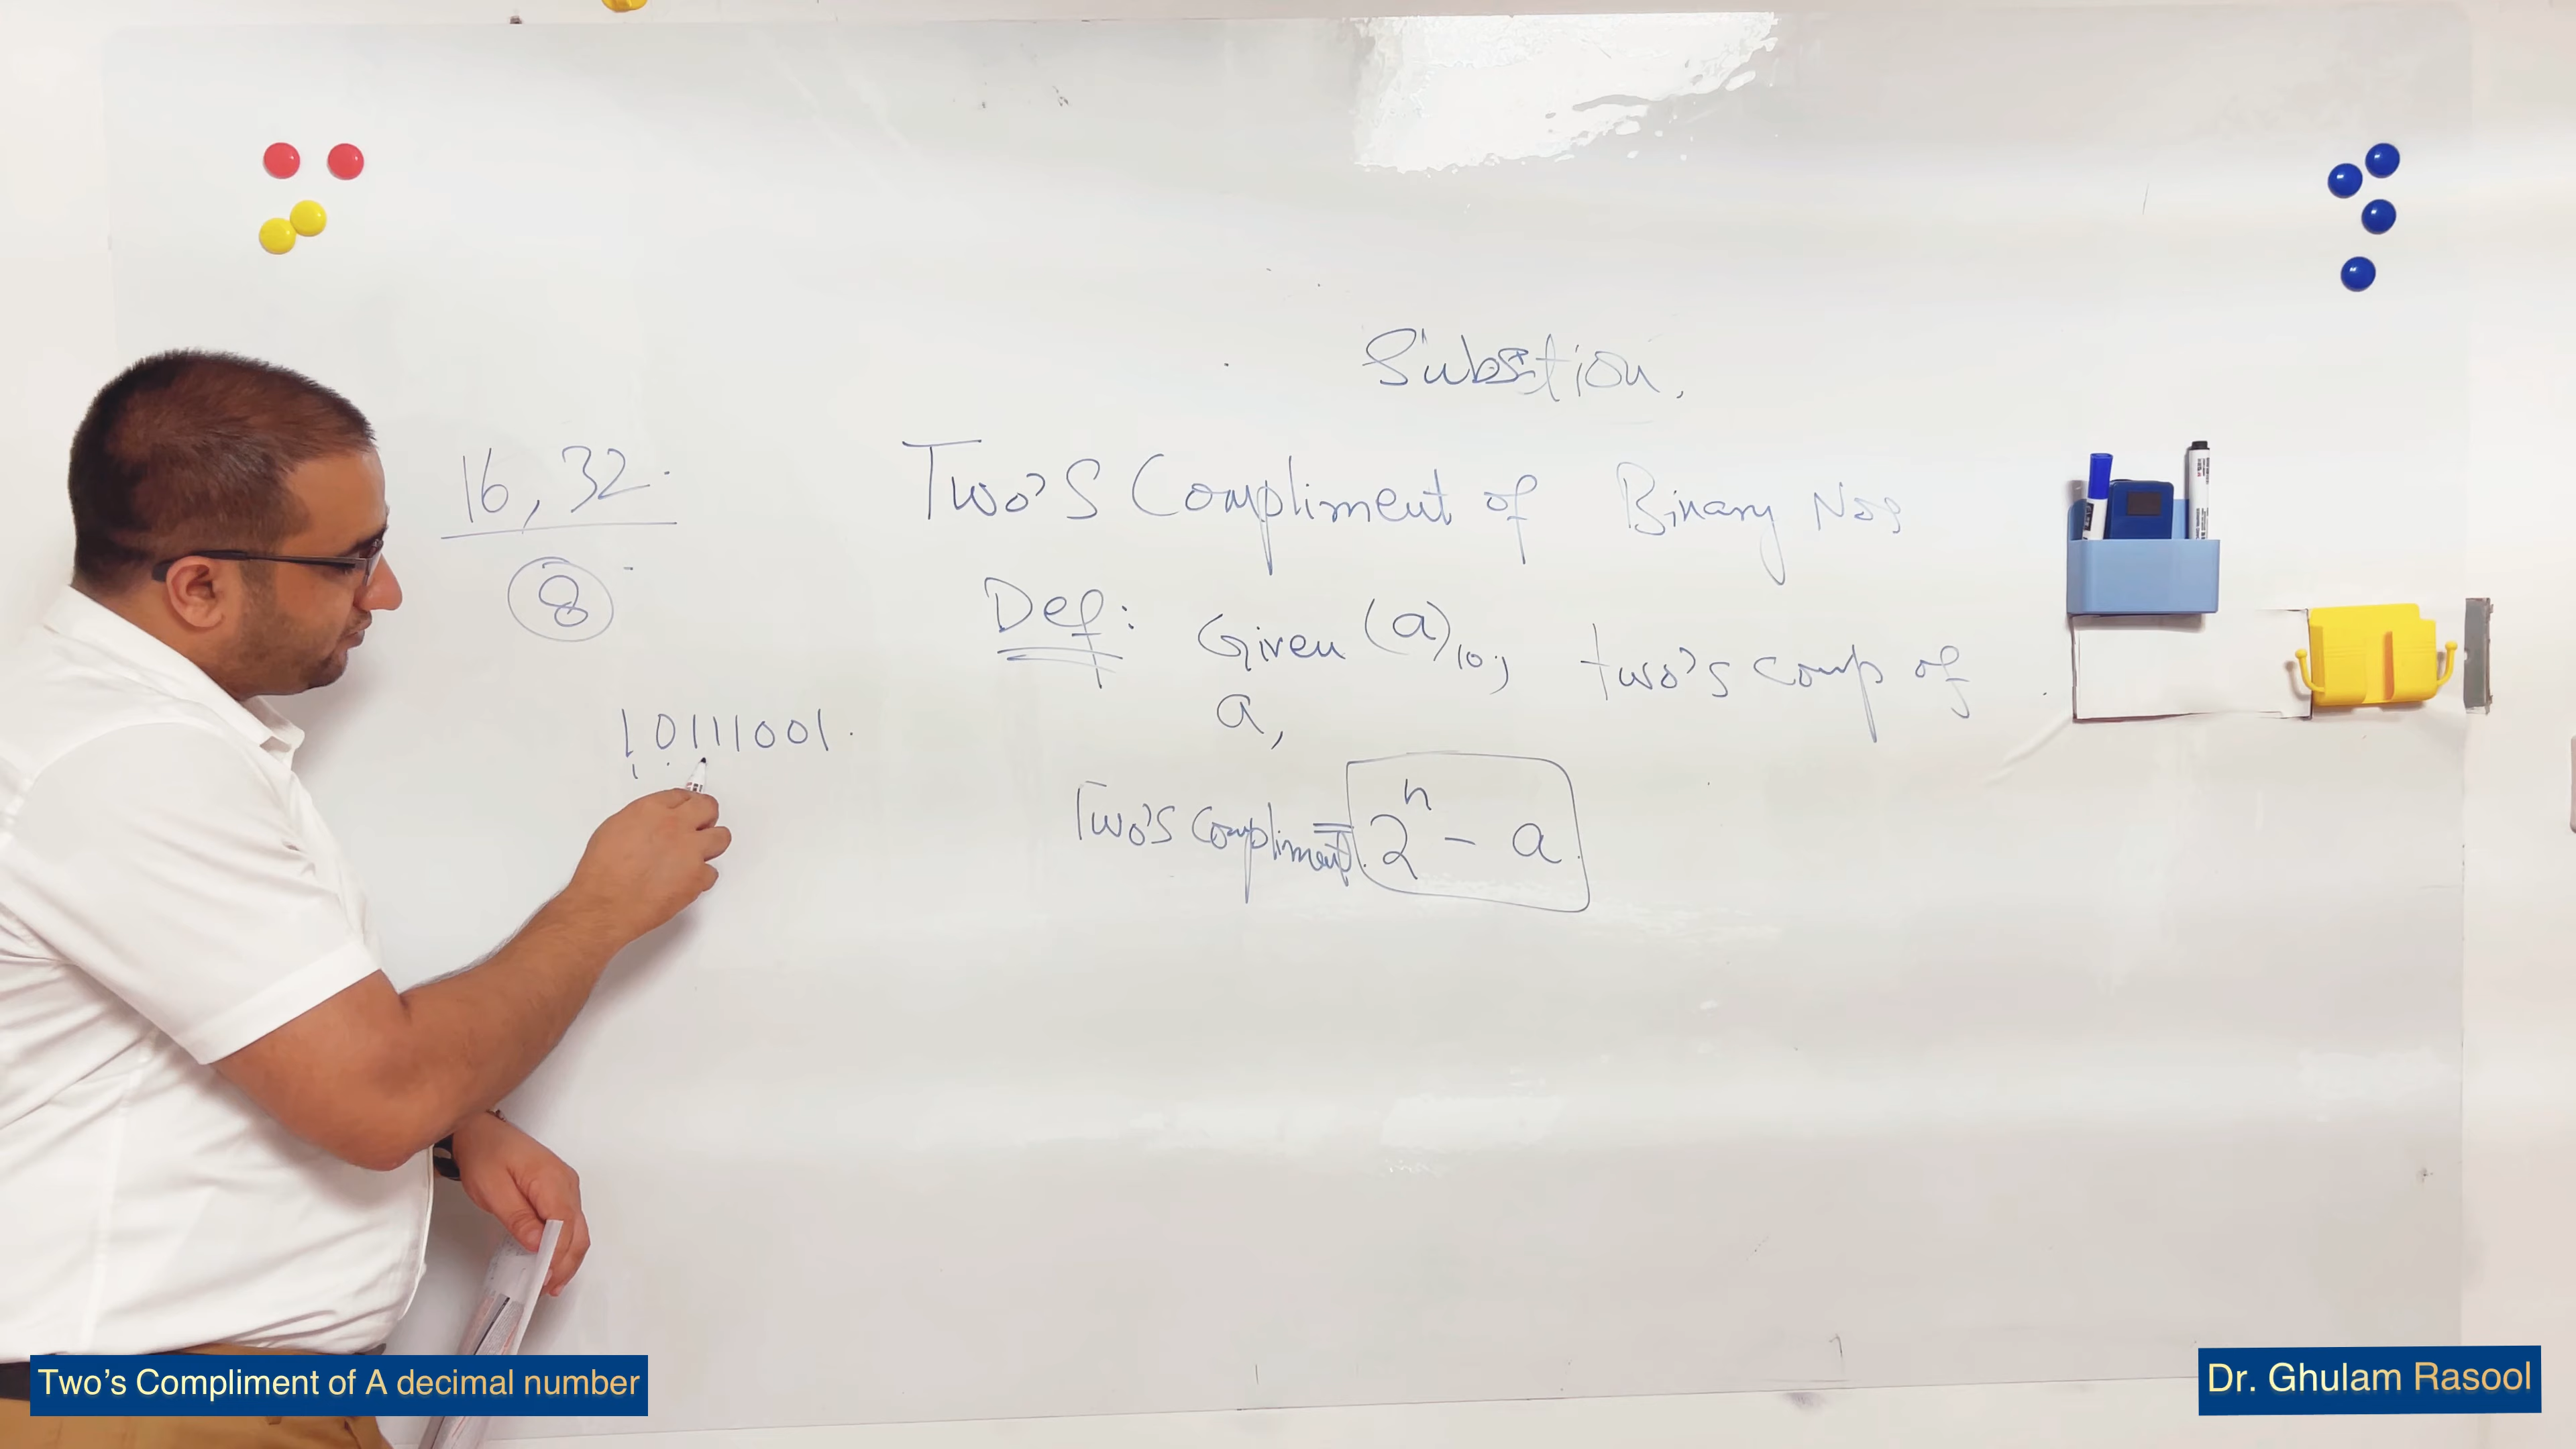 Substion,
16, 32
8
Two's Compliment of Binary Nos
Def: Given (a)10, two's comp of
a,
10111001
Two's Compliment = 2^n - a
Two's Compliment of A decimal number
Dr. Ghulam Rasool